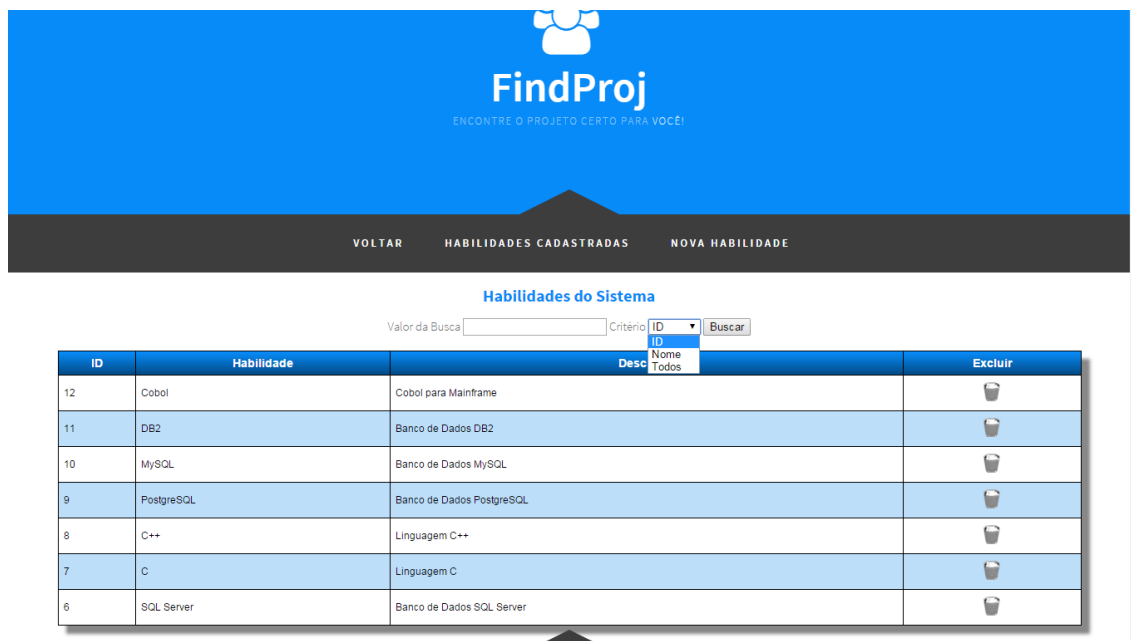 FindProj
ENCONTRE O PROJETO CERTO PARA VOCÊ!
VOLTAR HABILIDADES CADASTRADAS NOVA HABILIDADE
Habilidades do Sistema
Valor da Busca Critério ID Buscar
ID
Nome
Todos
ID Habilidade Desc Excluir
12 Cobol Cobol para Mainframe
11 DB2 Banco de Dados DB2
10 MySQL Banco de Dados MySQL
9 PostgreSQL Banco de Dados PostgreSQL
8 C++ Linguagem C++
7 C Linguagem C
6 SQL Server Banco de Dados SQL Server